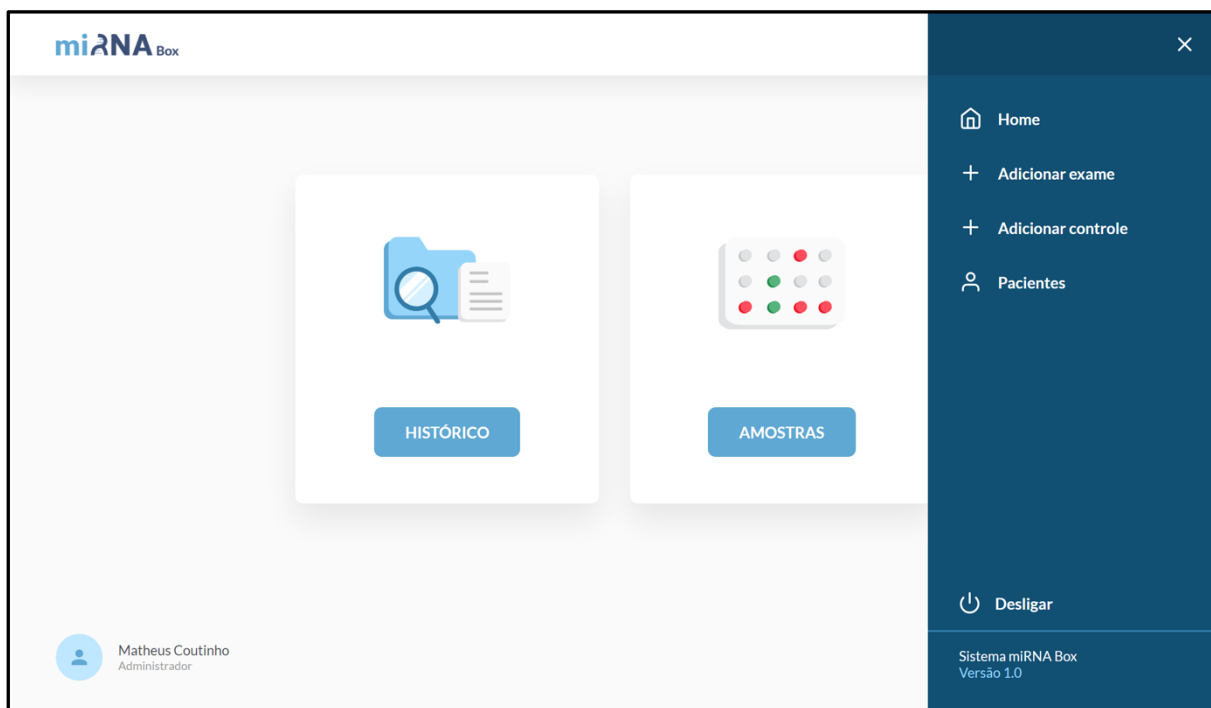 miRNA Box
Home
Adicionar exame
Adicionar controle
Pacientes
HISTÓRICO
AMOSTRAS
Desligar
Matheus Coutinho
Administrador
Sistema miRNA Box
Versão 1.0